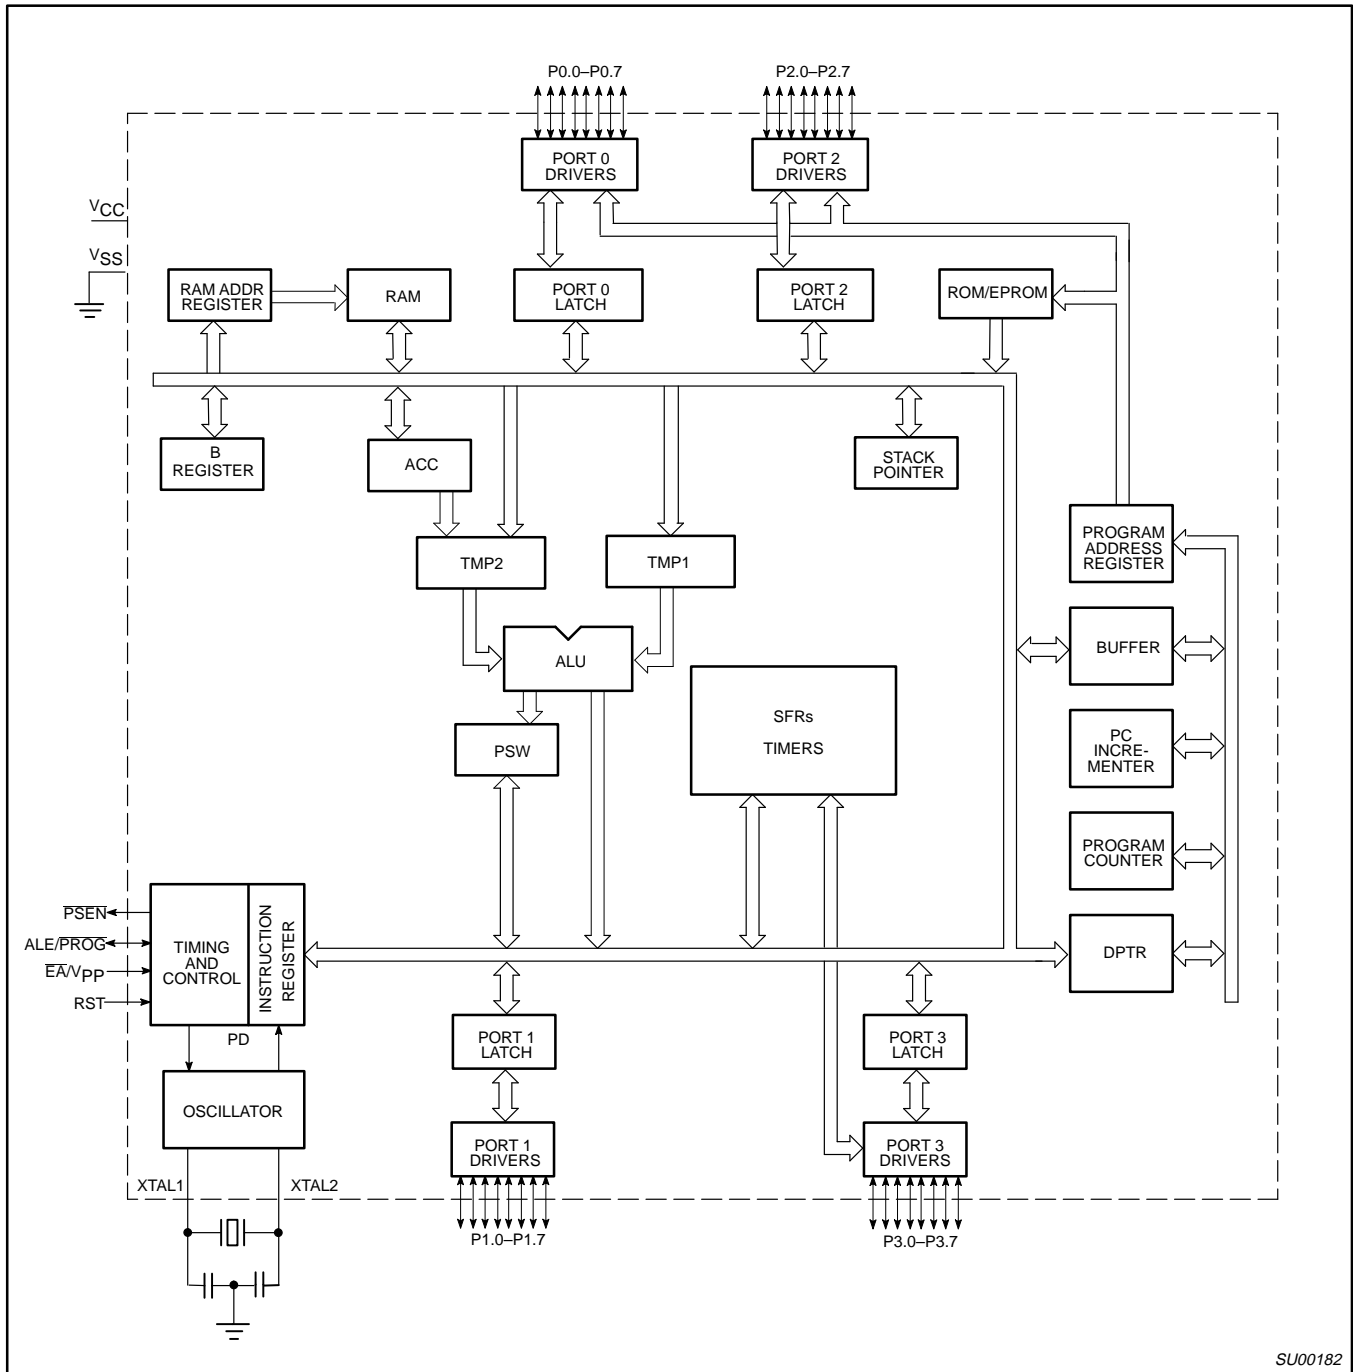 P0.0–P0.7
P2.0–P2.7
PORT 0
DRIVERS
PORT 2
DRIVERS
VCC
VSS
RAM ADDR
REGISTER
RAM
PORT 0
LATCH
PORT 2
LATCH
ROM/EPROM
B
REGISTER
ACC
STACK
POINTER
TMP2
TMP1
PROGRAM
ADDRESS
REGISTER
ALU
BUFFER
SFRs
TIMERS
PSW
PC
INCRE-
MENTER
PROGRAM
COUNTER
PSEN
ALE/PROG
EA/VPP
RST
TIMING
AND
CONTROL
INSTRUCTION
REGISTER
DPTR
PD
PORT 1
LATCH
PORT 3
LATCH
OSCILLATOR
PORT 1
DRIVERS
PORT 3
DRIVERS
XTAL1
XTAL2
P1.0–P1.7
P3.0–P3.7
SU00182